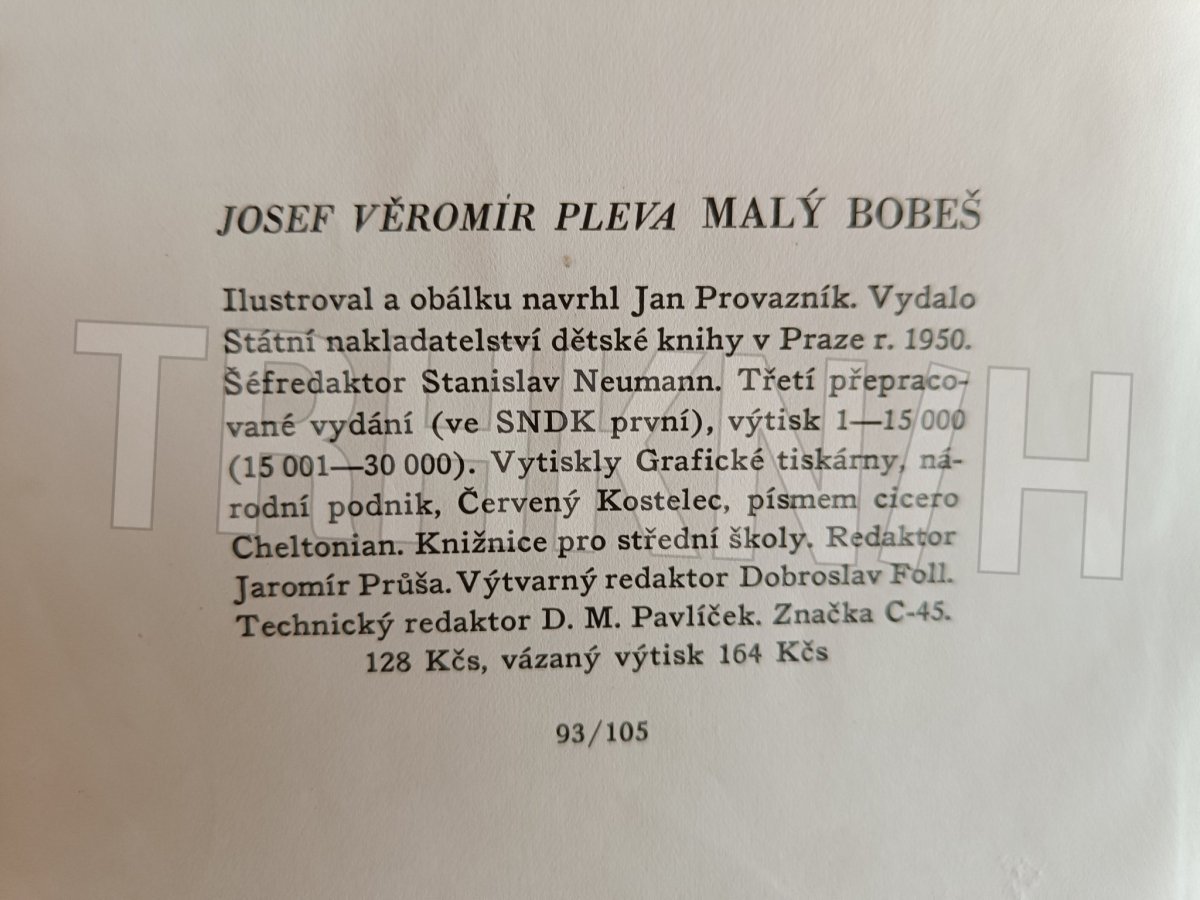 JOSEF VĚROMÍR PLEVA MALÝ BOBEŠ
Ilustroval a obálku navrhl Jan Provazník. Vydalo
Státní nakladatelství dětské knihy v Praze r. 1950.
Šéfredaktor Stanislav Neumann. Třetí přepraco-
vané vydání (ve SNDK první), výtisk 1—15 000
(15 001—30 000). Vytiskly Grafické tiskárny, ná-
rodní podnik, Červený Kostelec, písmem cicero
Cheltonian. Knižnice pro střední školy. Redaktor
Jaromír Průša. Výtvarný redaktor Dobroslav Foll.
Technický redaktor D. M. Pavlíček. Značka C-45.
128 Kčs, vázaný výtisk 164 Kčs
93/105